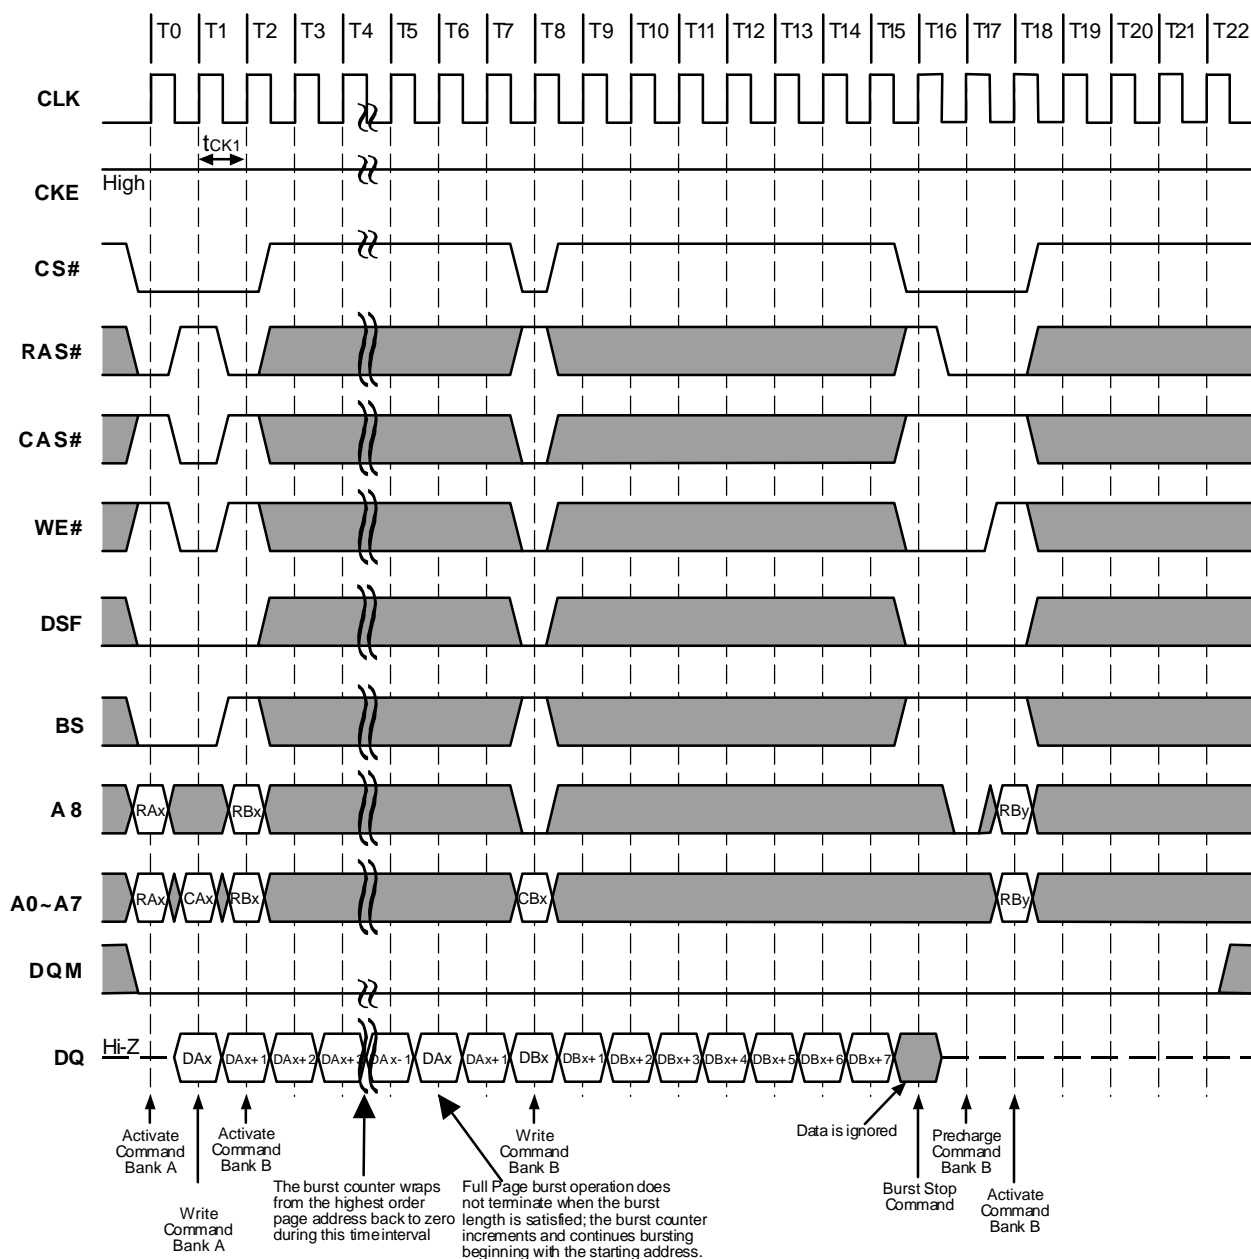 T0 T1 T2 T3 T4 T5 T6 T7 T8 T9 T10 T11 T12 T13 T14 T15 T16 T17 T18 T19 T20 T21 T22
CLK
tCK1
High
CKE
CS#
RAS#
CAS#
WE#
DSF
BS
A8
RAx RBx RBy
A0~A7
RAx CAx RBx CBx RBy
DQM
DQ
Hi-Z
DAx DAx+1 DAx+2 DAx+3 DAx-1 DAx DAx+1 DBx DBx+1 DBx+2 DBx+3 DBx+4 DBx+5 DBx+6 DBx+7
Activate
Command
Bank A
Write
Command
Bank A
Activate
Command
Bank B
The burst counter wraps
from the highest order
page address back to zero
during this time interval
Full Page burst operation does
not terminate when the burst
length is satisfied; the burst counter
increments and continues bursting
beginning with the starting address.
Write
Command
Bank B
Data is ignored
Burst Stop
Command
Precharge
Command
Bank B
Activate
Command
Bank B